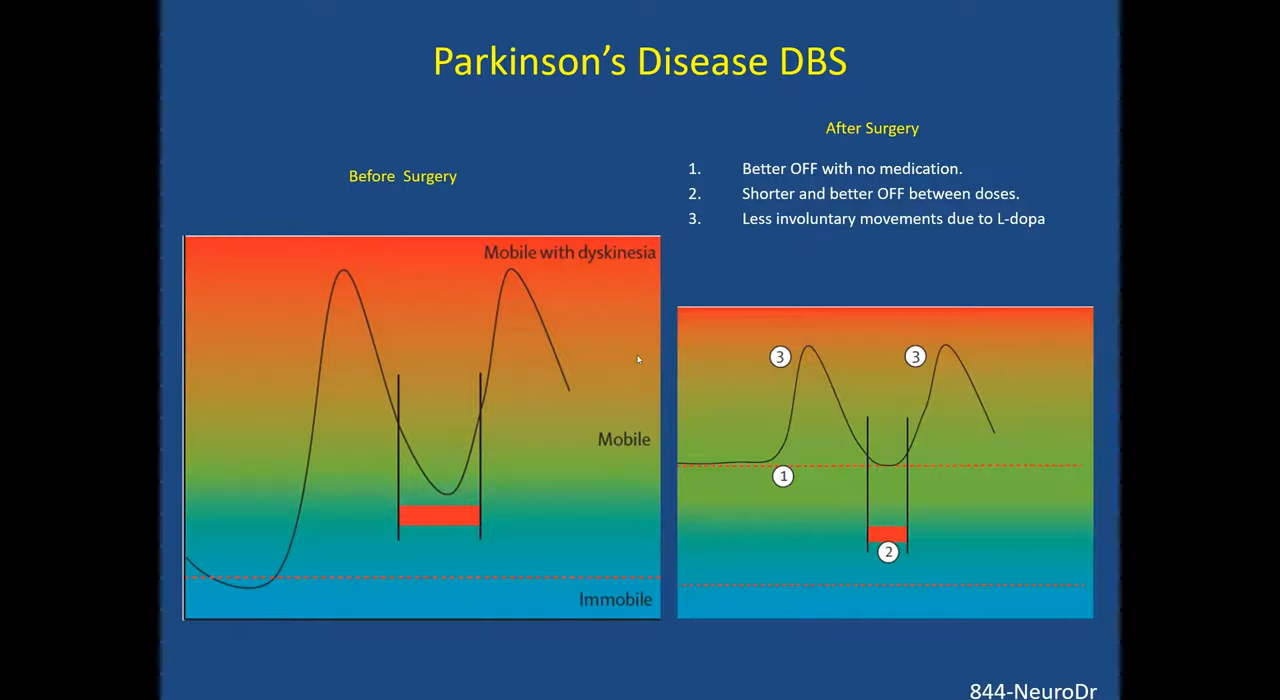 Parkinson's Disease DBS
Before Surgery
After Surgery
1. Better OFF with no medication.
2. Shorter and better OFF between doses.
3. Less involuntary movements due to L-dopa
Mobile with dyskinesia
Mobile
Immobile
3
3
1
2
844-NeuroDr